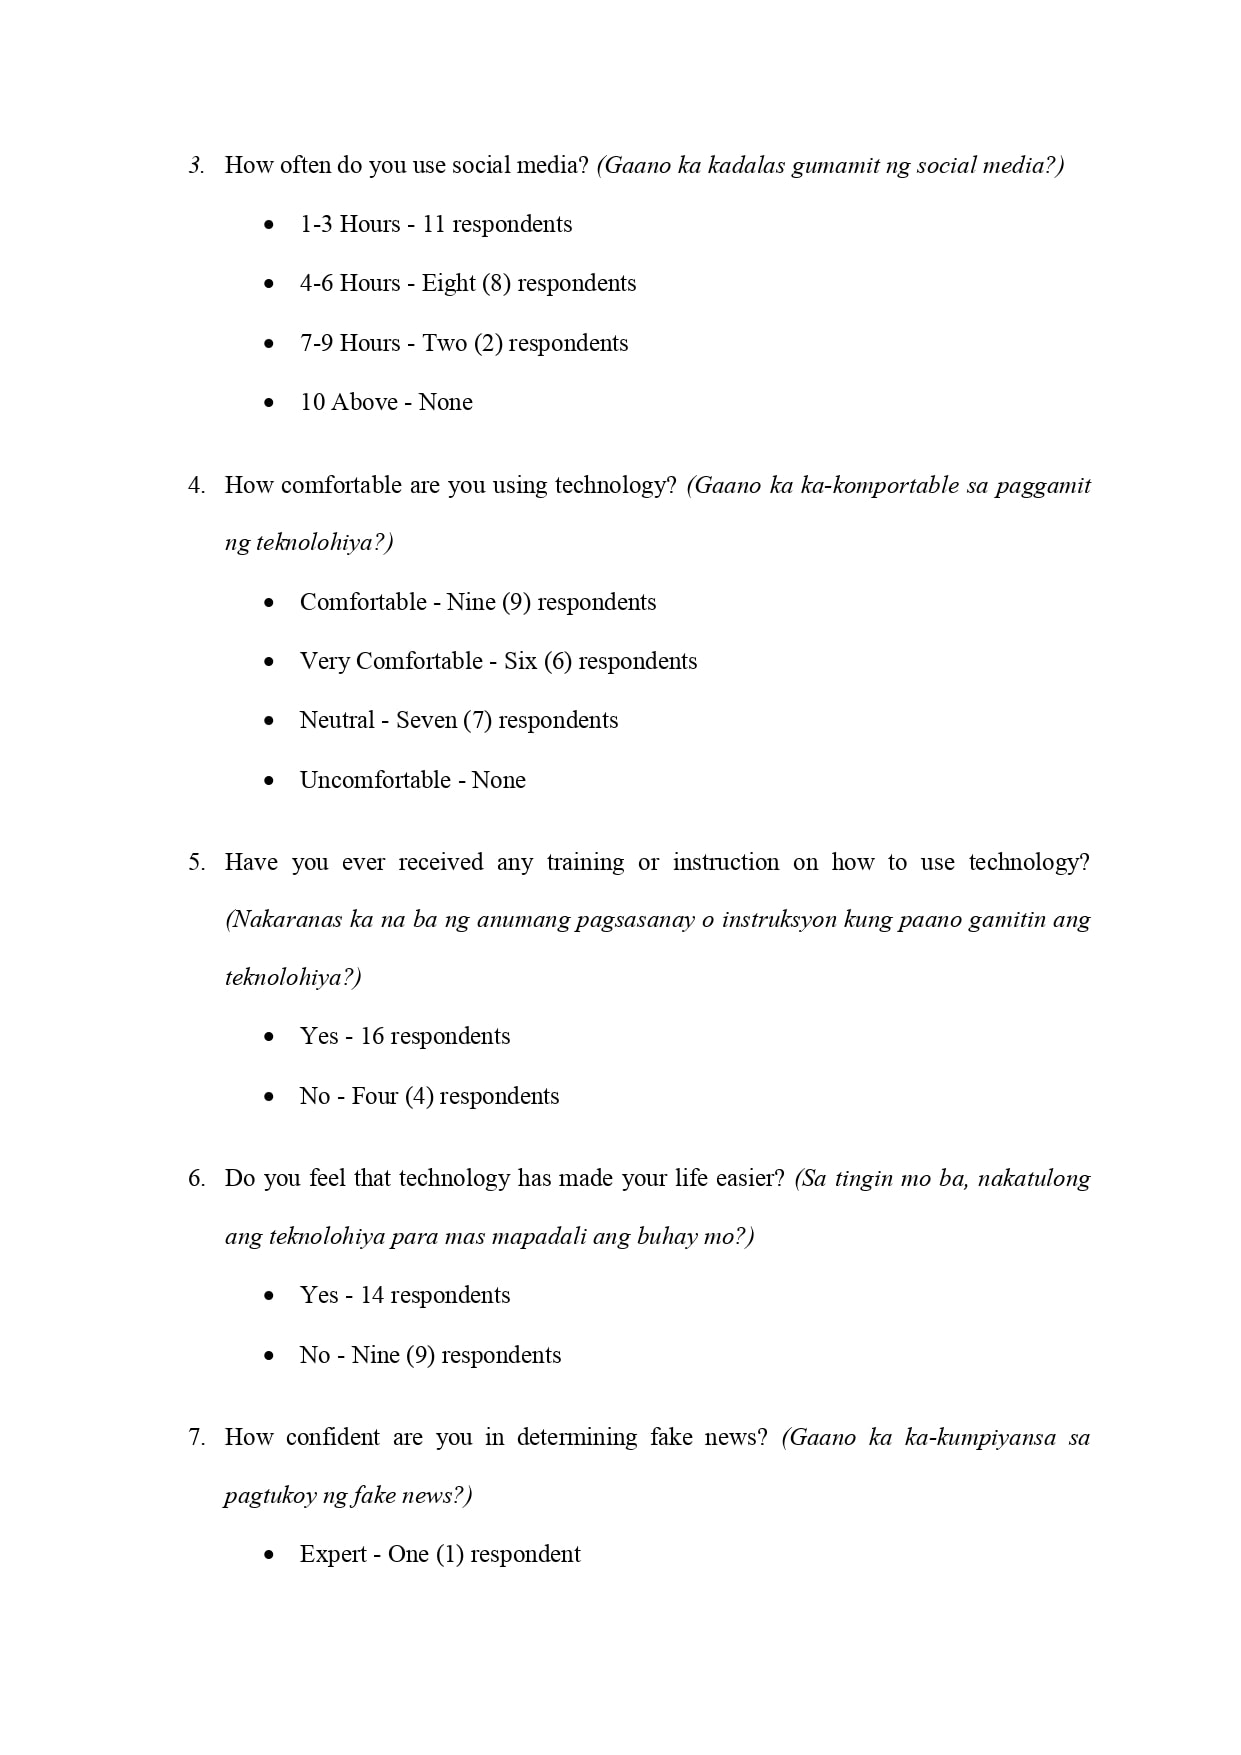 3. How often do you use social media? (Gaano ka kadalas gumamit ng social media?)
• 1-3 Hours - 11 respondents
• 4-6 Hours - Eight (8) respondents
• 7-9 Hours - Two (2) respondents
• 10 Above - None
4. How comfortable are you using technology? (Gaano ka ka-komportable sa paggamit
ng teknolohiya?)
• Comfortable - Nine (9) respondents
• Very Comfortable - Six (6) respondents
• Neutral - Seven (7) respondents
• Uncomfortable - None
5. Have you ever received any training or instruction on how to use technology?
(Nakaranas ka na ba ng anumang pagsasanay o instruksyon kung paano gamitin ang
teknolohiya?)
• Yes - 16 respondents
• No - Four (4) respondents
6. Do you feel that technology has made your life easier? (Sa tingin mo ba, nakatulong
ang teknolohiya para mas mapadali ang buhay mo?)
• Yes - 14 respondents
• No - Nine (9) respondents
7. How confident are you in determining fake news? (Gaano ka ka-kumpiyansa sa
pagtukoy ng fake news?)
• Expert - One (1) respondent